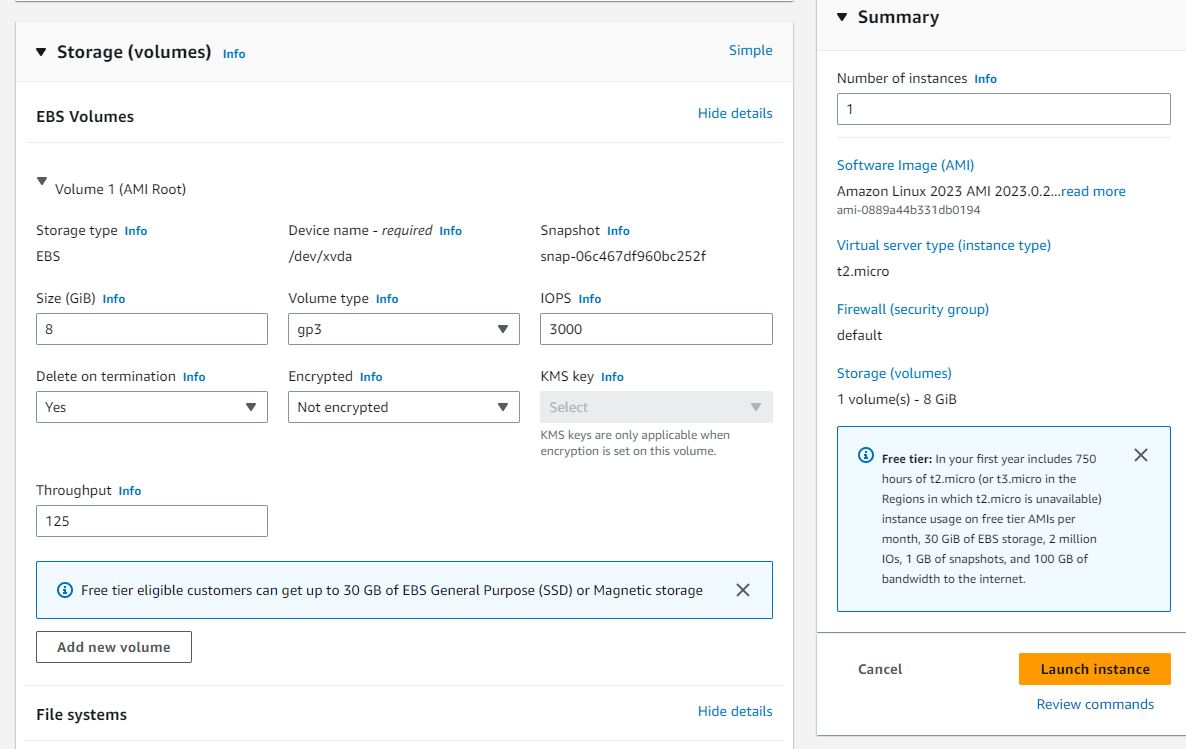 Storage (volumes) Info
Simple
EBS Volumes
Hide details
Volume 1 (AMI Root)
Storage type Info
Device name - required Info
Snapshot Info
EBS
/dev/xvda
snap-06c467df960bc252f
Size (GiB) Info
Volume type Info
IOPS Info
8
gp3
3000
Delete on termination Info
Encrypted Info
KMS key Info
Yes
Not encrypted
Select
KMS keys are only applicable when
encryption is set on this volume.
Throughput Info
125
Free tier eligible customers can get up to 30 GB of EBS General Purpose (SSD) or Magnetic storage
Add new volume
File systems
Hide details
Summary
Number of instances Info
1
Software Image (AMI)
Amazon Linux 2023 AMI 2023.0.2...read more
ami-0889a44b331db0194
Virtual server type (instance type)
t2.micro
Firewall (security group)
default
Storage (volumes)
1 volume(s) - 8 GiB
Free tier: In your first year includes 750
hours of t2.micro (or t3.micro in the
Regions in which t2.micro is unavailable)
instance usage on free tier AMIs per
month, 30 GiB of EBS storage, 2 million
IOs, 1 GB of snapshots, and 100 GB of
bandwidth to the internet.
Cancel
Launch instance
Review commands